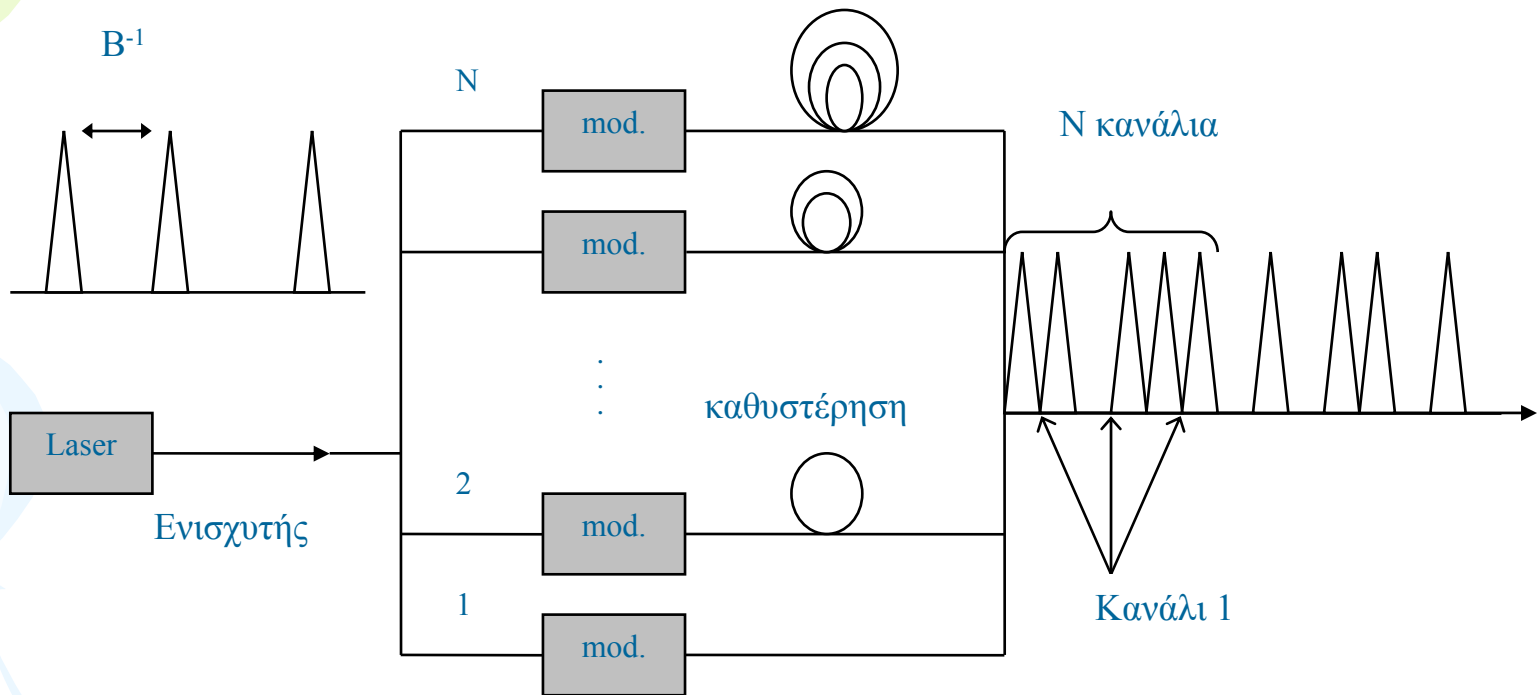 B⁻¹
N
mod.
N κανάλια
mod.
.
.
.
καθυστέρηση
Laser
2
Ενισχυτής
mod.
1
Κανάλι 1
mod.